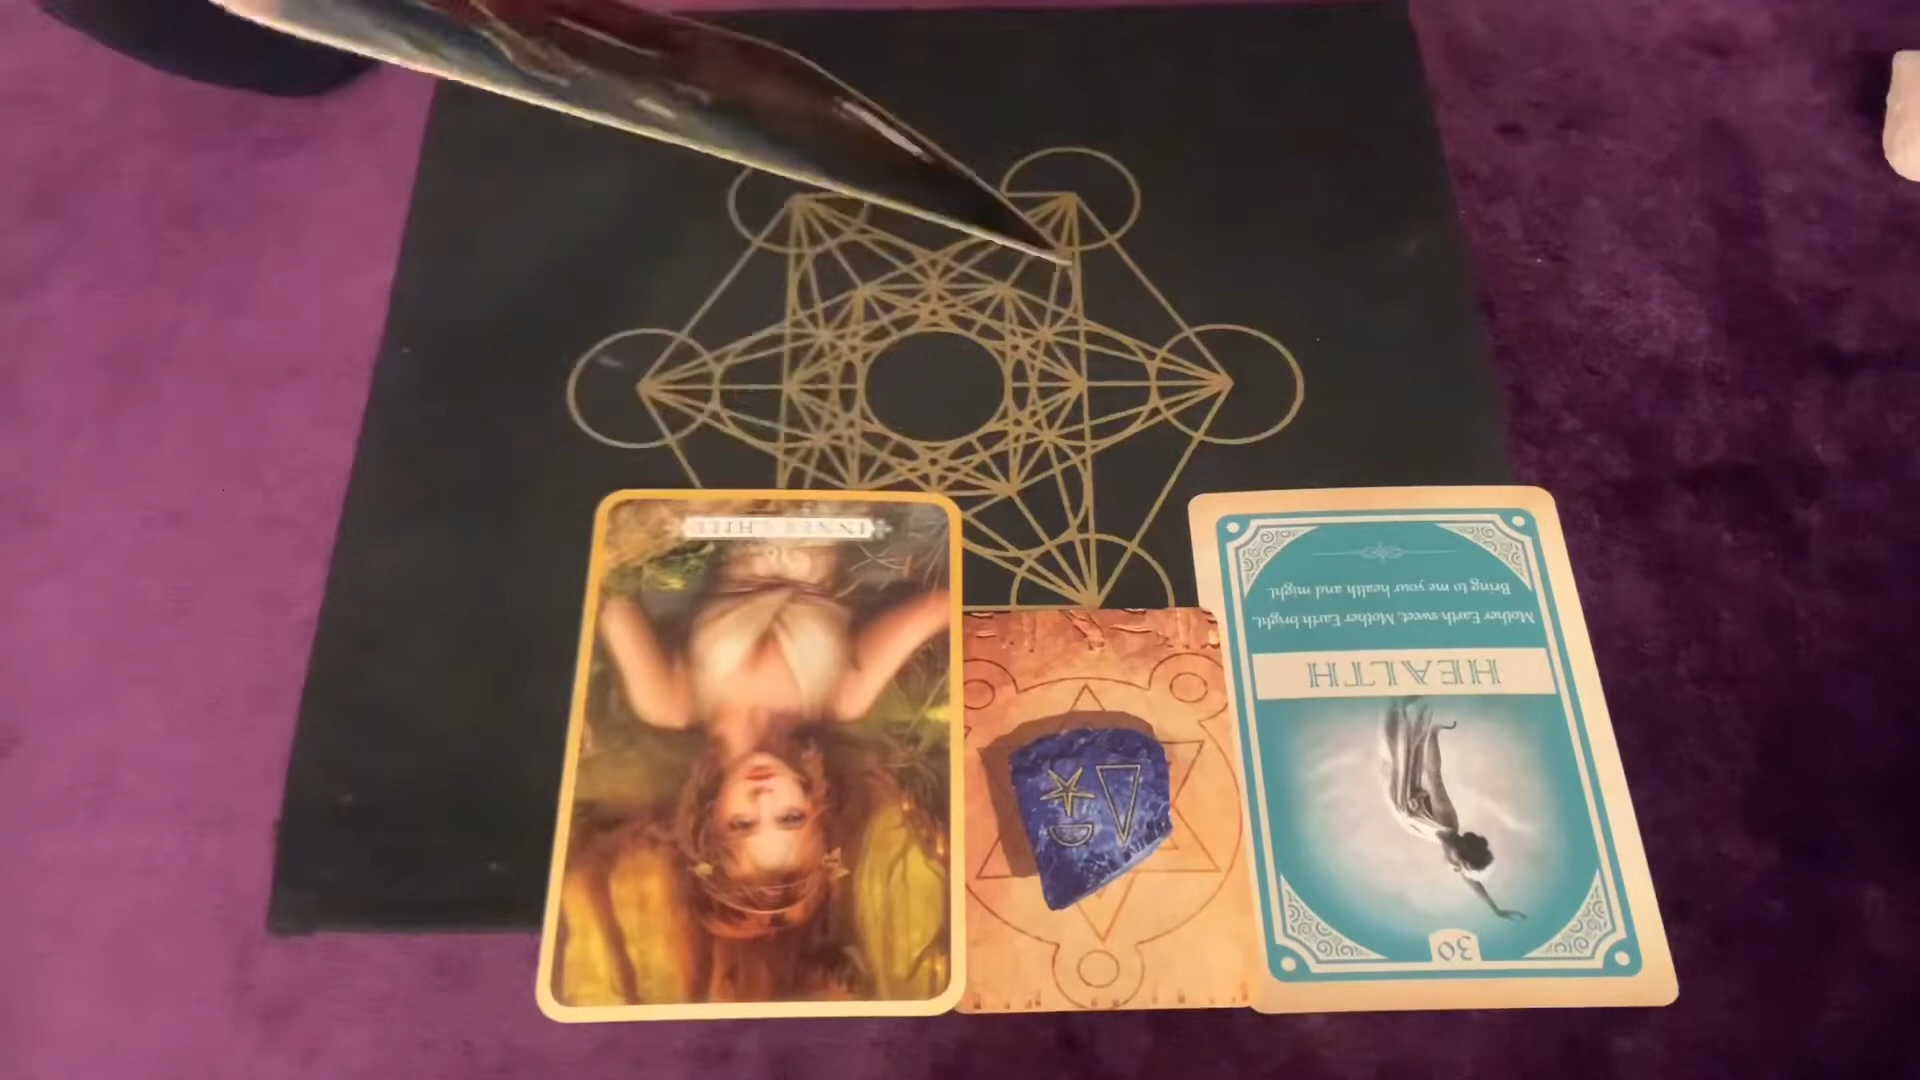 INNER CHILD
30
HEALTH
Mother Earth sweet, Mother Earth bright,
Bring to me your health and might.